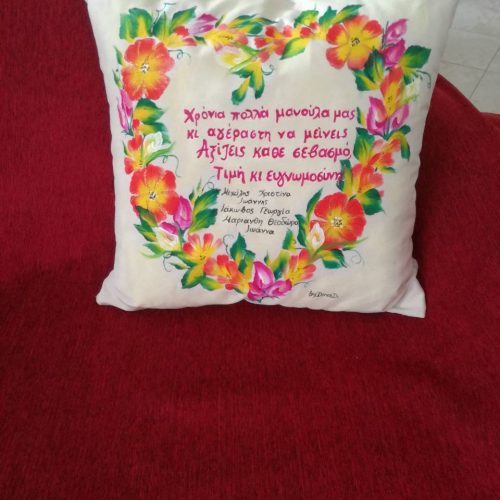 Χρόνια πολλά μανούλα μας
κι αγέραστη να μείνεις
Αξίζεις κάθε σεβασμό
Τιμή κι ευγνωμοσύνη
Μιχάλης Χριστίνα
Ιωάννης
Ιάκωβος Γεωργία
Μαριάνθη Θεοδώρα
Ιωάννα